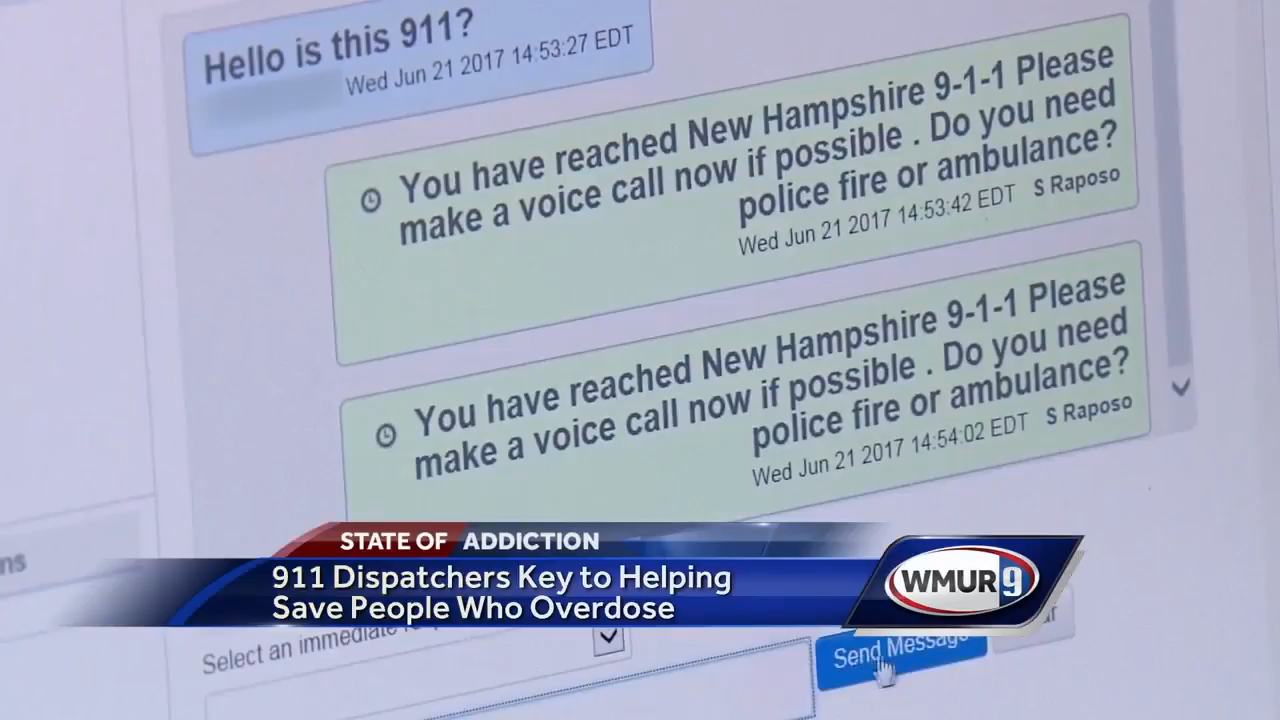 Hello is this 911?
Wed Jun 21 2017 14:53:27 EDT
You have reached New Hampshire 9-1-1 Please
make a voice call now if possible . Do you need
police fire or ambulance?
Wed Jun 21 2017 14:53:42 EDT S Raposo
You have reached New Hampshire 9-1-1 Please
make a voice call now if possible . Do you need
police fire or ambulance?
Wed Jun 21 2017 14:54:02 EDT S Raposo
STATE OF ADDICTION
911 Dispatchers Key to Helping
Save People Who Overdose
WMUR 9
Select an immediate
Send Message